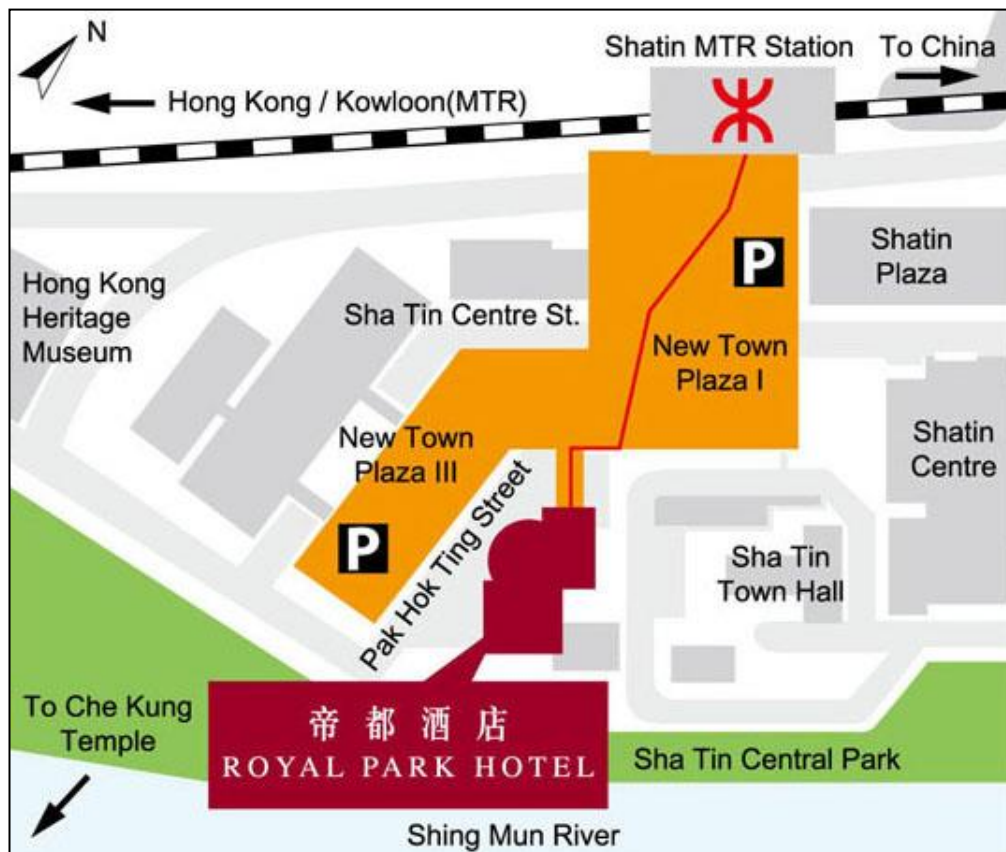 N
Shatin MTR Station
To China
Hong Kong / Kowloon(MTR)
P
Shatin
Plaza
Hong Kong
Heritage
Museum
Sha Tin Centre St.
New Town
Plaza I
New Town
Plaza III
Shatin
Centre
P
Pak Hok Ting Street
Sha Tin
Town Hall
To Che Kung
Temple
帝都酒店
ROYAL PARK HOTEL
Sha Tin Central Park
Shing Mun River